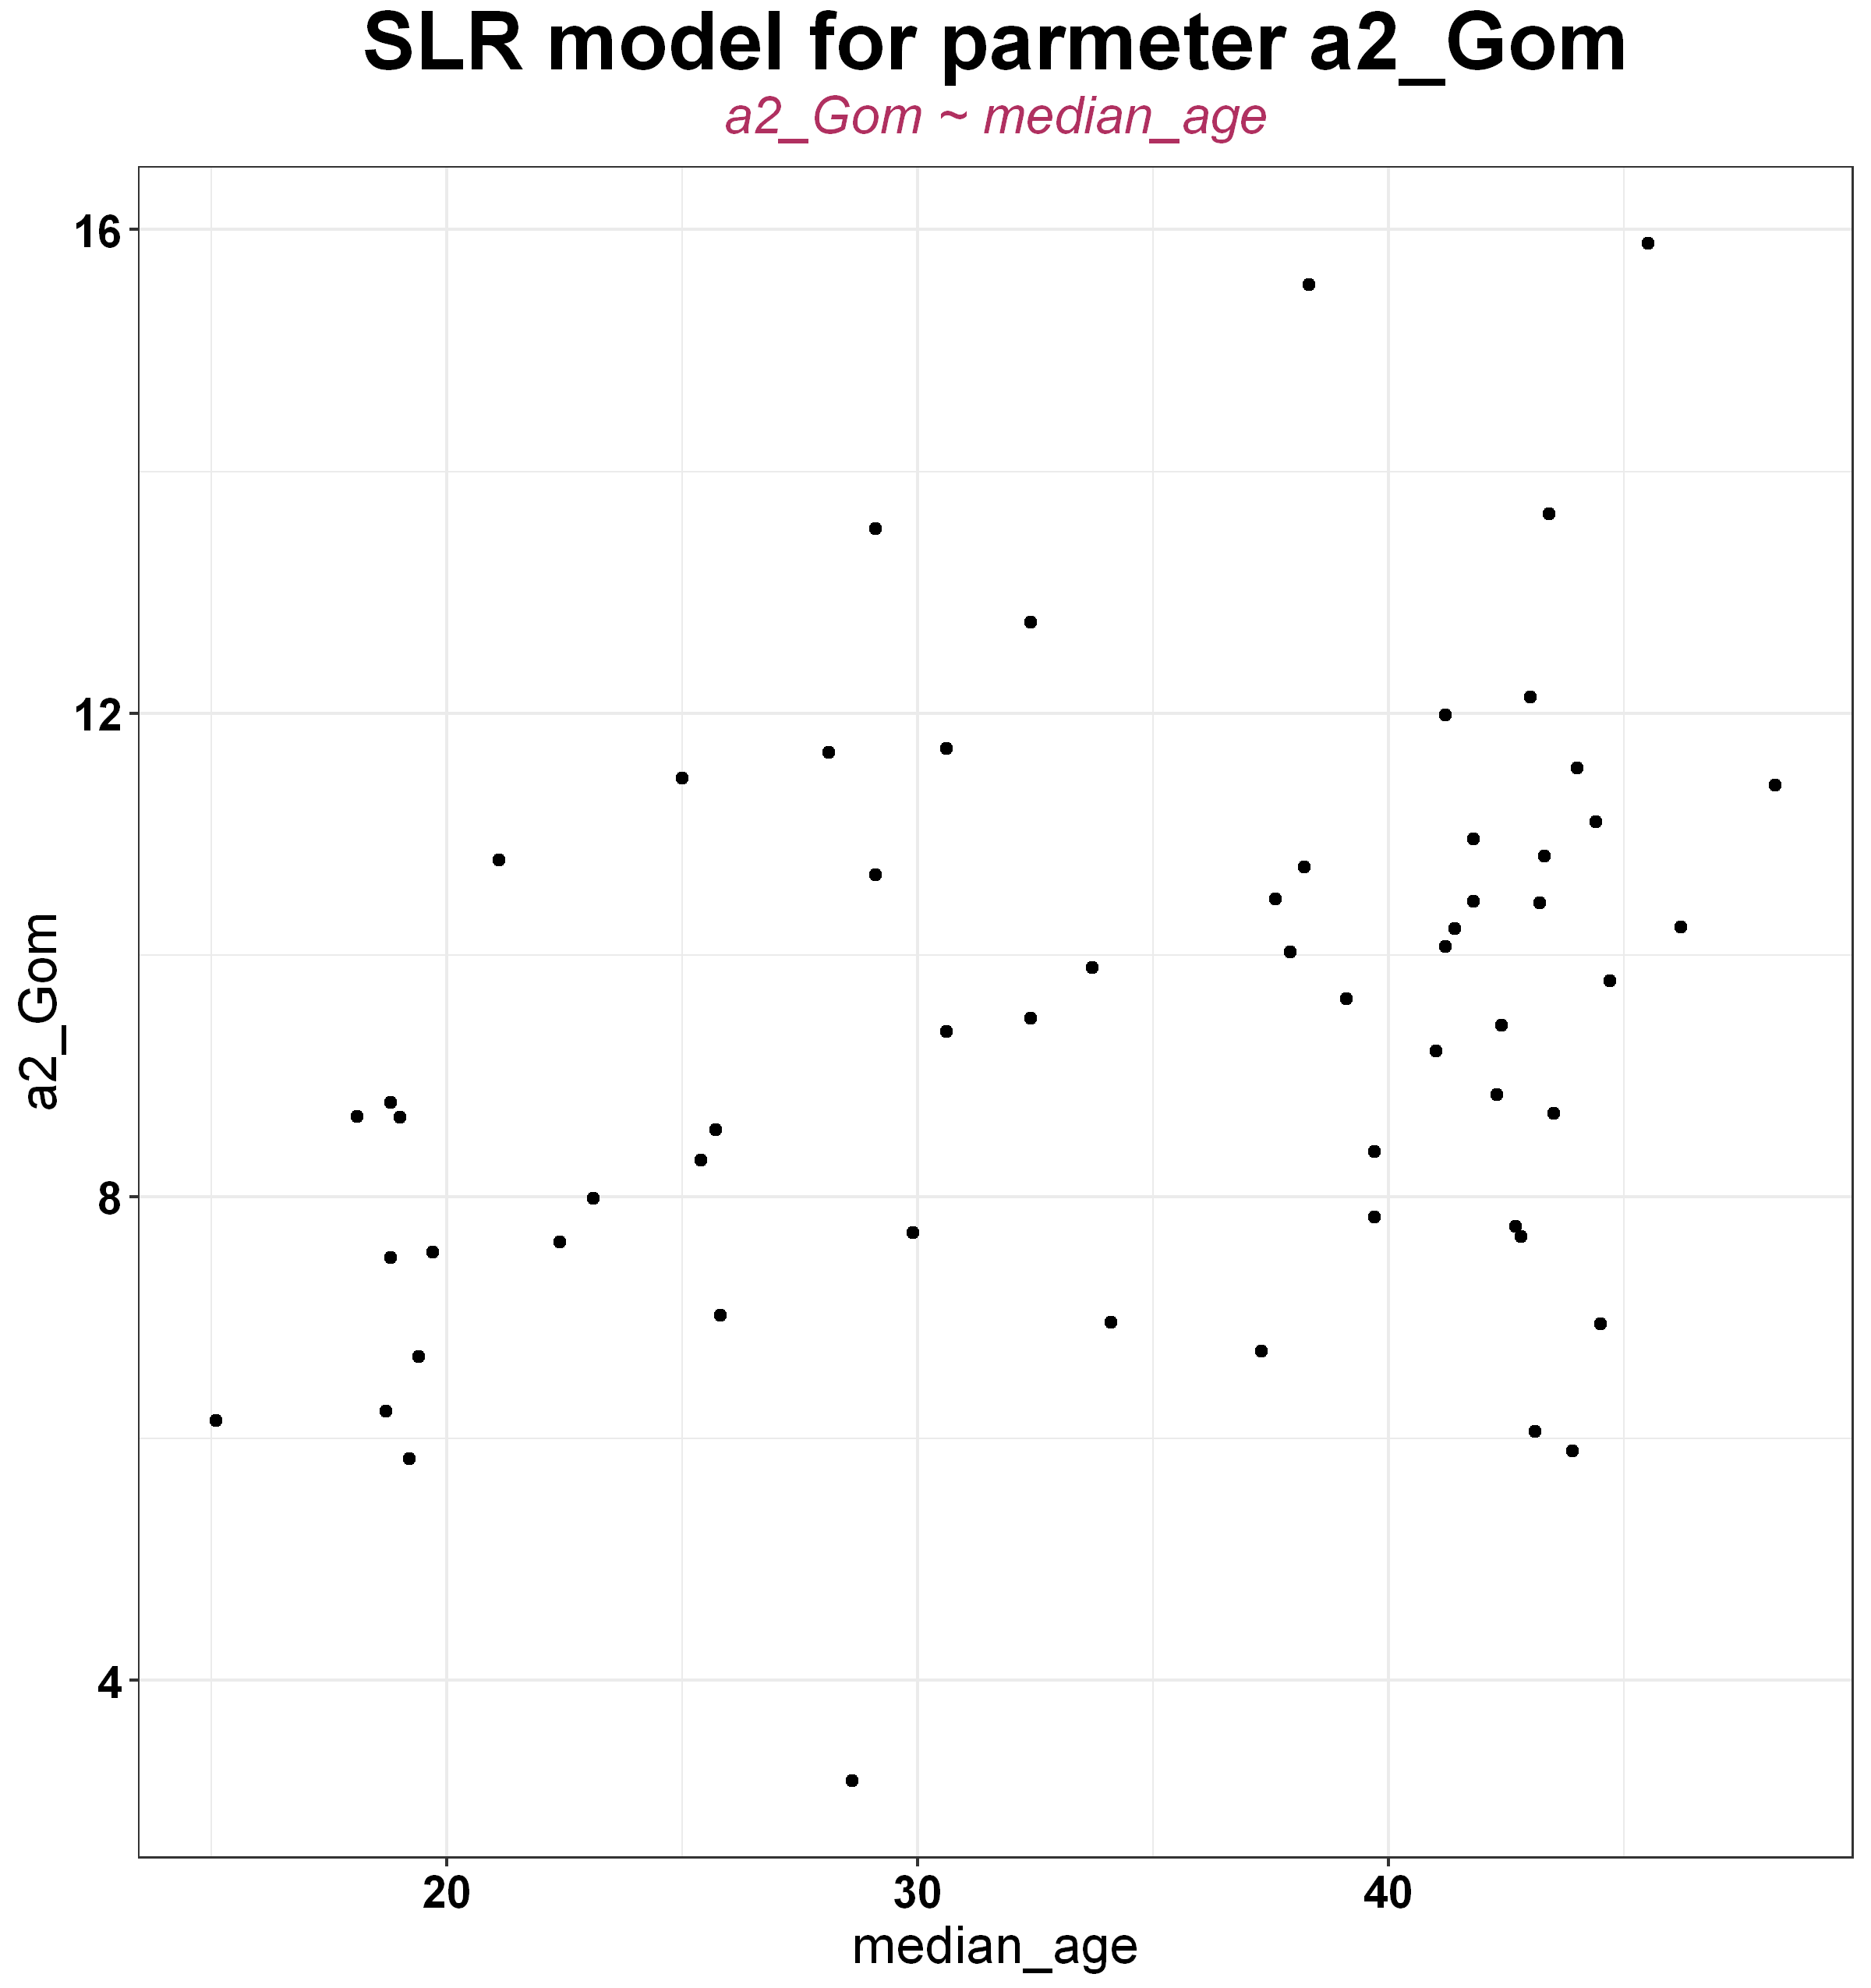 SLR model for parmeter a2_Gom
a2_Gom ~ median_age
16
12
8
4
a2_Gom
20 30 40
median_age